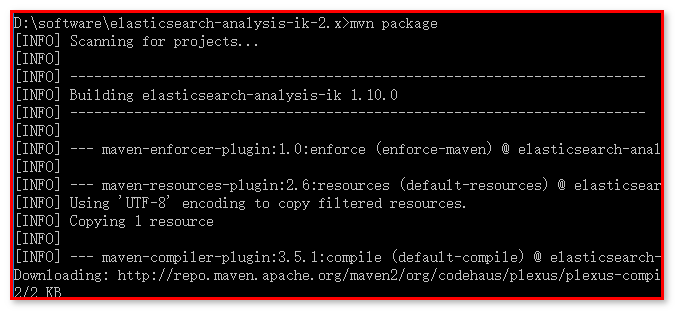 D:\software\elasticsearch-analysis-ik-2.x>mvn package
[INFO] Scanning for projects...
[INFO]
[INFO] ------------------------------------------------------------------------
[INFO] Building elasticsearch-analysis-ik 1.10.0
[INFO] ------------------------------------------------------------------------
[INFO]
[INFO] --- maven-enforcer-plugin:1.0:enforce (enforce-maven) @ elasticsearch-anal
[INFO]
[INFO] --- maven-resources-plugin:2.6:resources (default-resources) @ elasticsear
[INFO] Using 'UTF-8' encoding to copy filtered resources.
[INFO] Copying 1 resource
[INFO]
[INFO] --- maven-compiler-plugin:3.5.1:compile (default-compile) @ elasticsearch-
Downloading: http://repo.maven.apache.org/maven2/org/codehaus/plexus/plexus-compi
2/2 KB